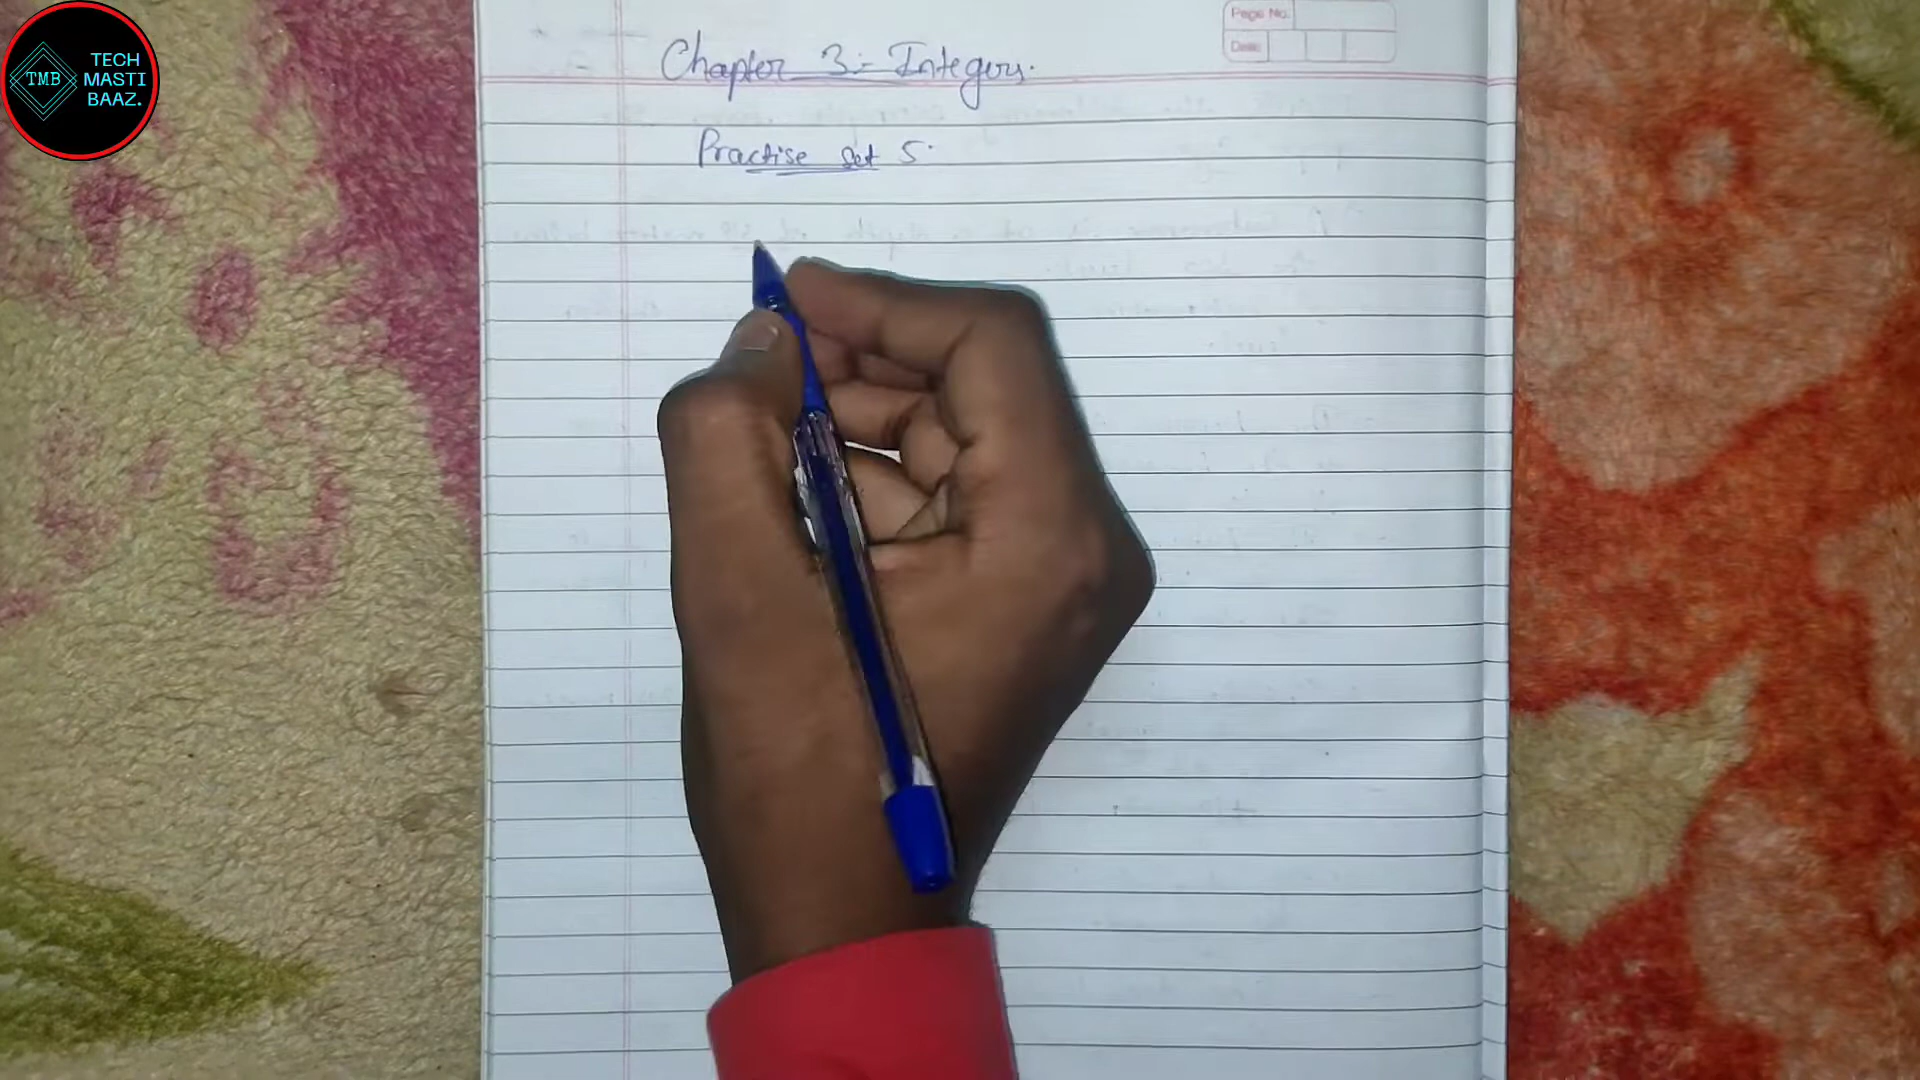 TMB
TECH
MASTI
BAAZ.
Page No.
Date:
Chapter 3:- Integers.
Practise set 5.